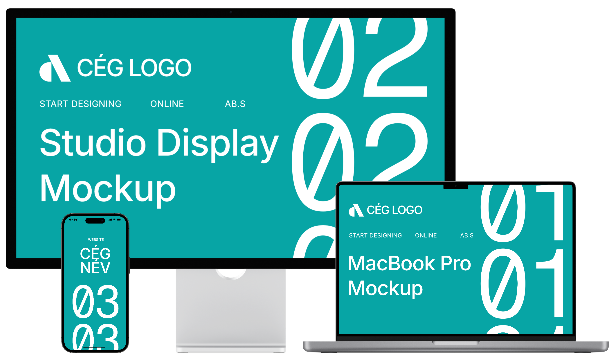 CÉG LOGO
START DESIGNING ONLINE AB.S
Studio Display
Mockup
02
02
WEBSITE
CÉG
NÉV
03
03
CÉG LOGO
START DESIGNING ONLINE AB.S
MacBook Pro
Mockup
01
01